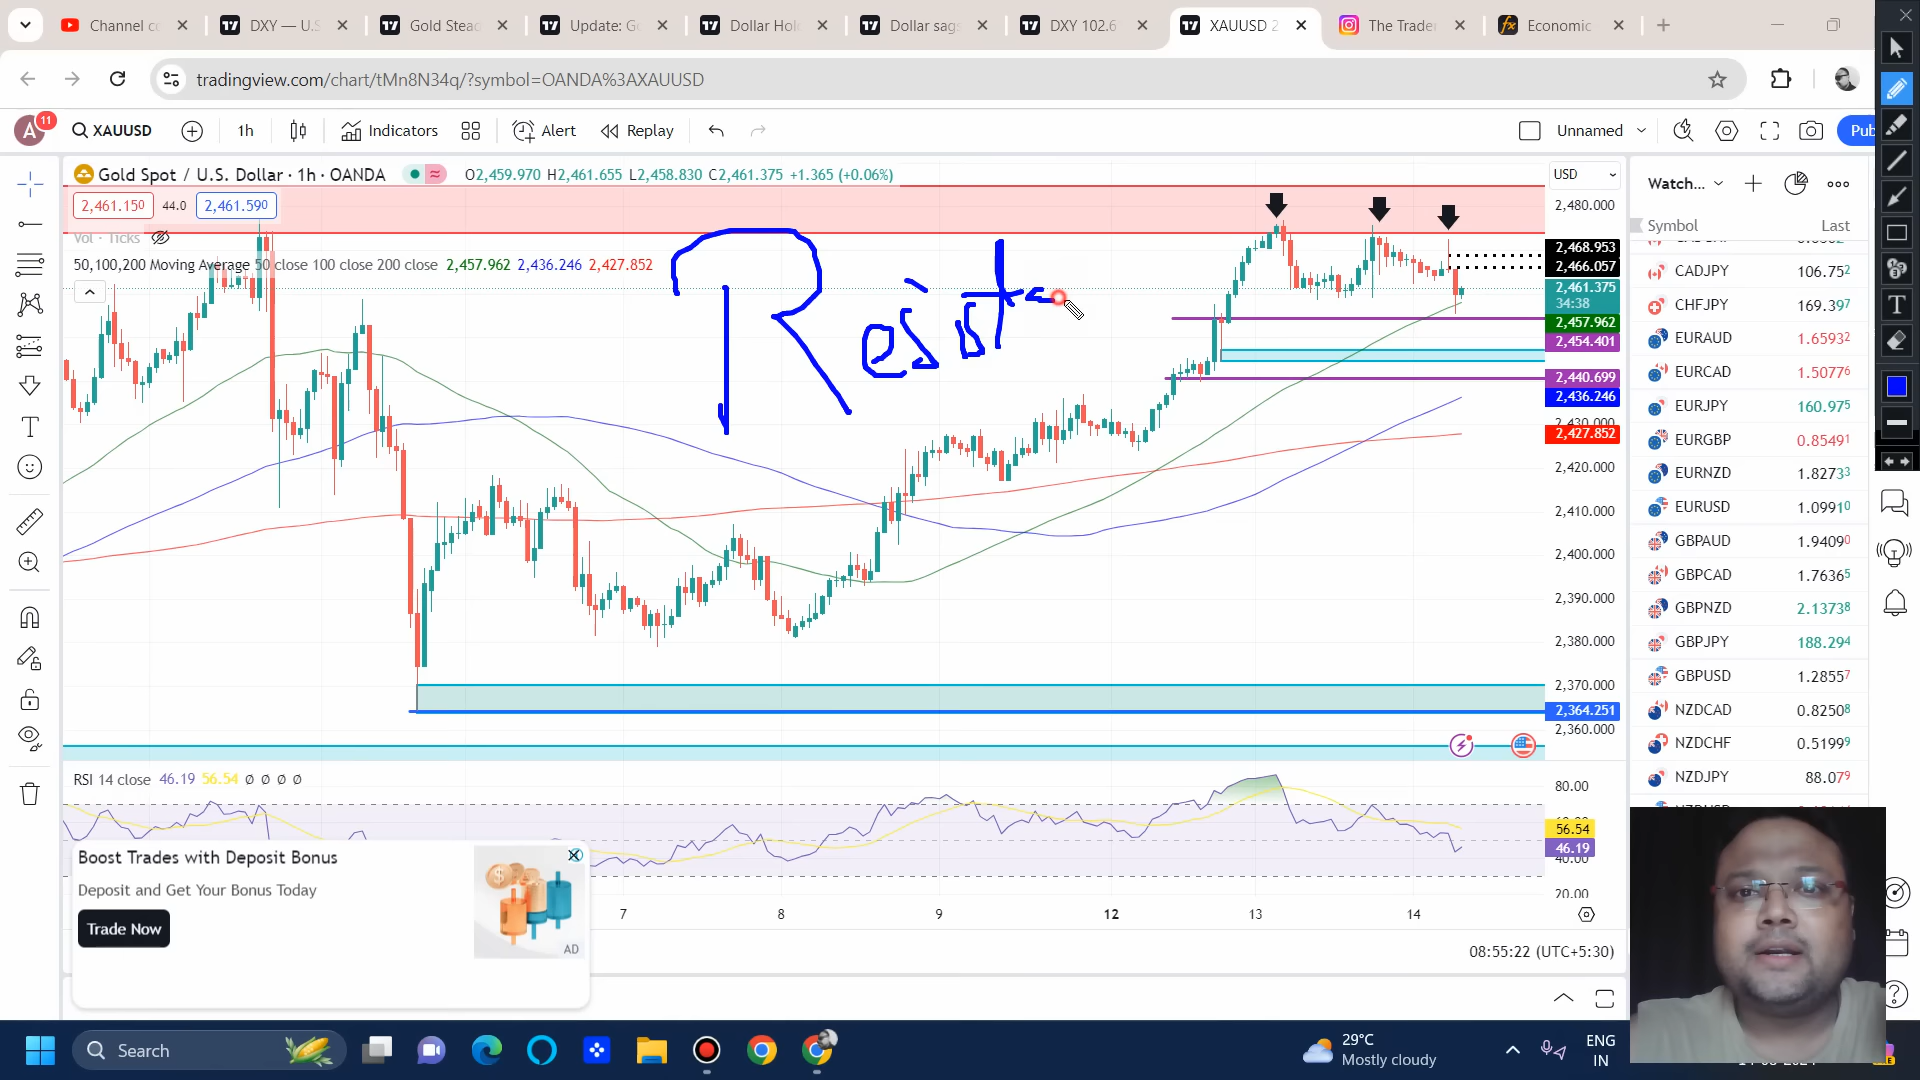 Channel co
DXY — U.S
Gold Stead
Update: Go
Dollar Hol
Dollar sags
DXY 102.6
XAUUSD 2
The Trader
Economic
tradingview.com/chart/tMn8N34q/?symbol=OANDA%3AXAUUSD
A 11 XAUUSD 1h Indicators Alert Replay Unnamed Pub
Gold Spot / U.S. Dollar · 1h · OANDA O2,459.970 H2,461.655 L2,458.830 C2,461.375 +1.365 (+0.06%)
2,461.150 44.0 2,461.590
Vol · Ticks
50,100,200 Moving Average 50 close 100 close 200 close 2,457.962 2,436.246 2,427.852
Resist
USD
2,480.000
2,468.953
2,466.057
2,461.375
34:38
2,457.962
2,454.401
2,440.699
2,436.246
2,430.000
2,427.852
2,420.000
2,410.000
2,400.000
2,390.000
2,380.000
2,370.000
2,364.251
2,360.000
RSI 14 close 46.19 56.54 Ø Ø Ø Ø
80.00
56.54
46.19
40.00
20.00
Boost Trades with Deposit Bonus
Deposit and Get Your Bonus Today
Trade Now
AD
7 8 9 12 13 14
08:55:22 (UTC+5:30)
Watch...
Symbol Last
CADJPY 106.752
CHFJPY 169.397
EURAUD 1.65932
EURCAD 1.50776
EURJPY 160.975
EURGBP 0.85491
EURNZD 1.82733
EURUSD 1.09910
GBPAUD 1.94090
GBPCAD 1.76365
GBPNZD 2.13738
GBPJPY 188.294
GBPUSD 1.28557
NZDCAD 0.82508
NZDCHF 0.51999
NZDJPY 88.079
Search
29°C
Mostly cloudy
ENG
IN